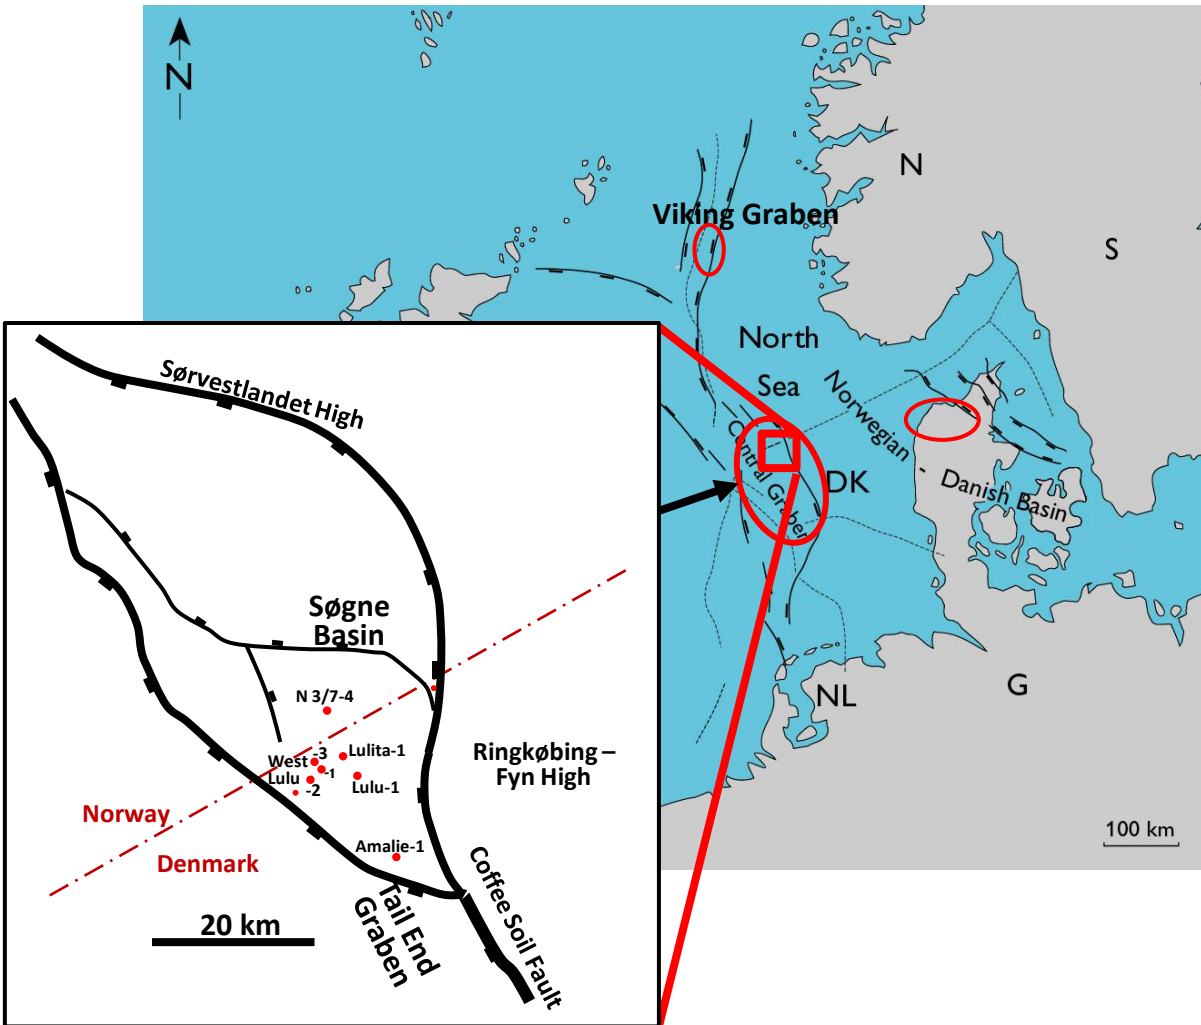 N
N
Viking Graben
S
North
Sea
Norwegian - Danish Basin
Central Graben
DK
NL
G
100 km
Sørvestlandet High
Søgne
Basin
N 3/7-4
West
Lulu
-3
-1
-2
Lulita-1
Lulu-1
Ringkøbing –
Fyn High
Norway
Denmark
Amalie-1
20 km
Tail End
Graben
Coffee Soil Fault